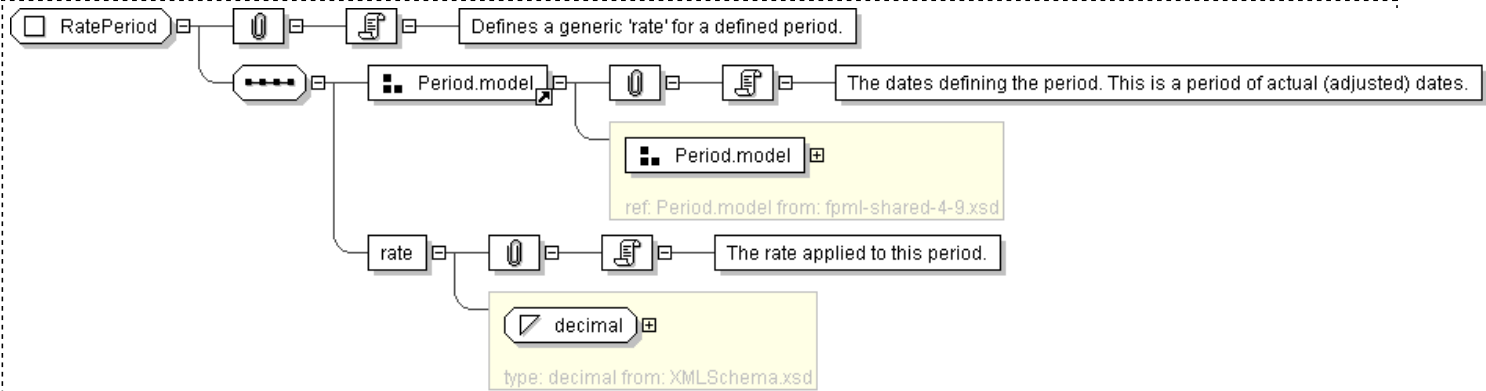 RatePeriod
Defines a generic 'rate' for a defined period.
Period.model
The dates defining the period. This is a period of actual (adjusted) dates.
Period.model
ref: Period.model from: fpml-shared-4-9.xsd
rate
The rate applied to this period.
decimal
type: decimal from: XMLSchema.xsd